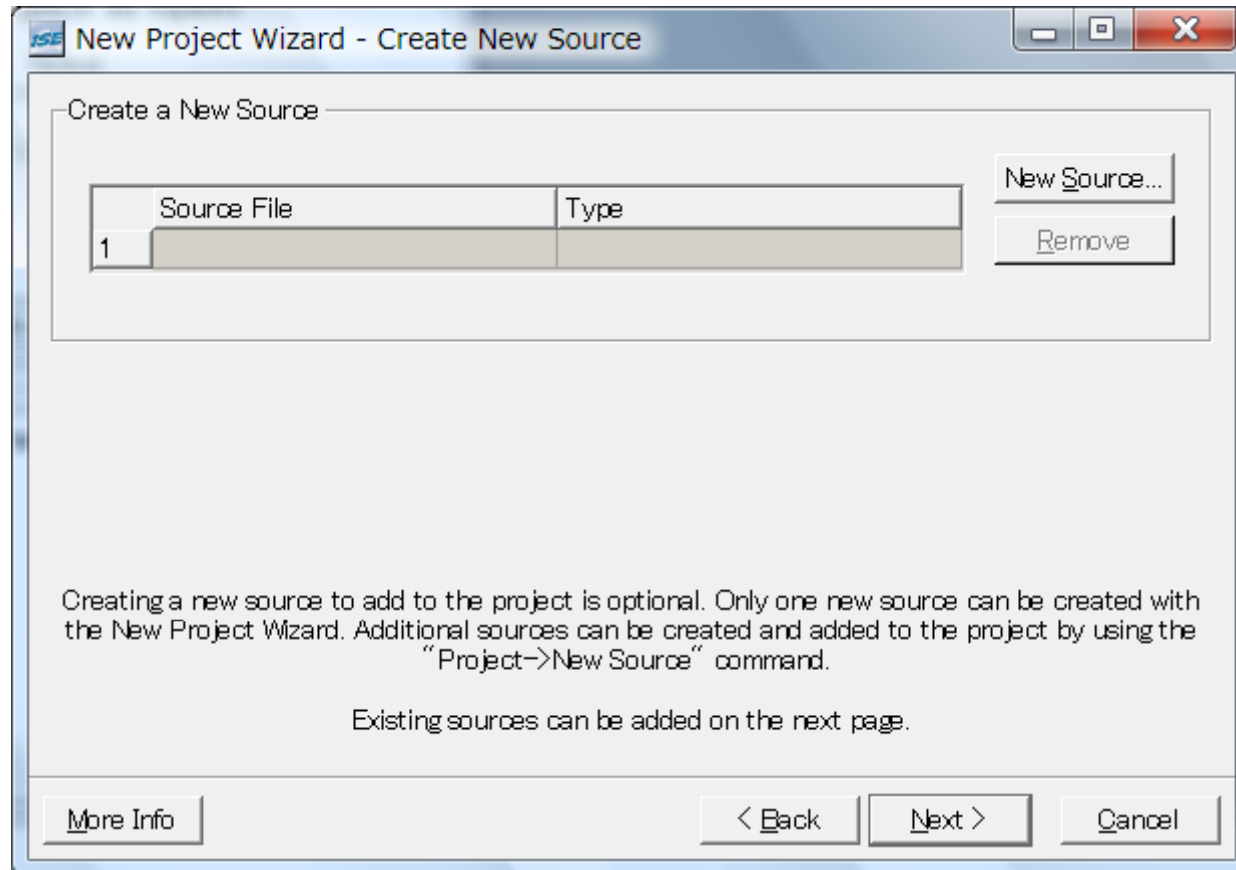 ISE New Project Wizard - Create New Source
Create a New Source
New Source...
Source File Type
Remove
1
Creating a new source to add to the project is optional. Only one new source can be created with
the New Project Wizard. Additional sources can be created and added to the project by using the
"Project->New Source" command.
Existing sources can be added on the next page.
More Info < Back Next > Cancel